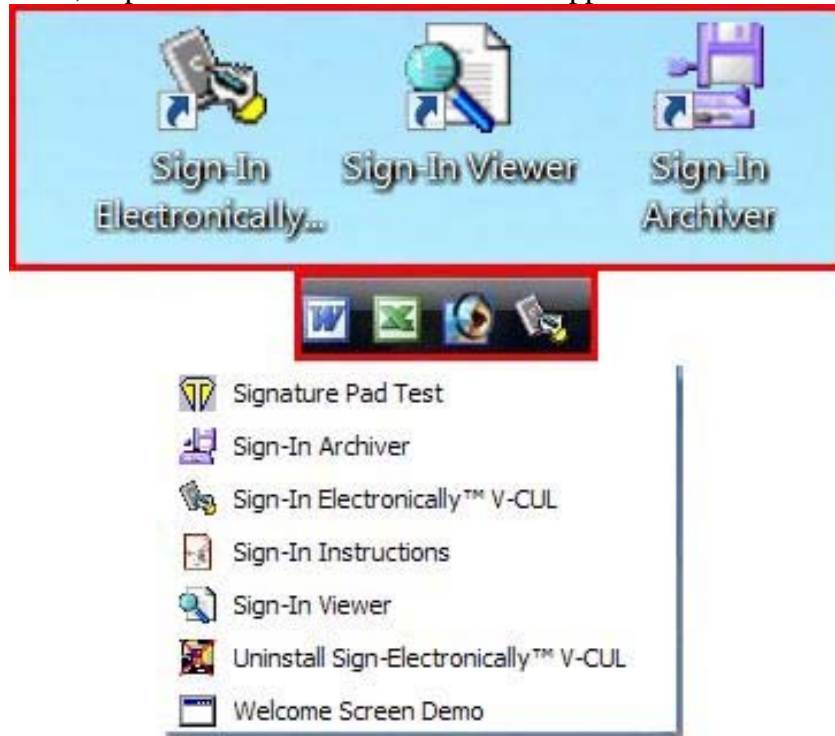 Sign-In
Electronically...
Sign-In Viewer
Sign-In
Archiver
W
X
Signature Pad Test
Sign-In Archiver
Sign-In Electronically™ V-CUL
Sign-In Instructions
Sign-In Viewer
Uninstall Sign-Electronically™ V-CUL
Welcome Screen Demo